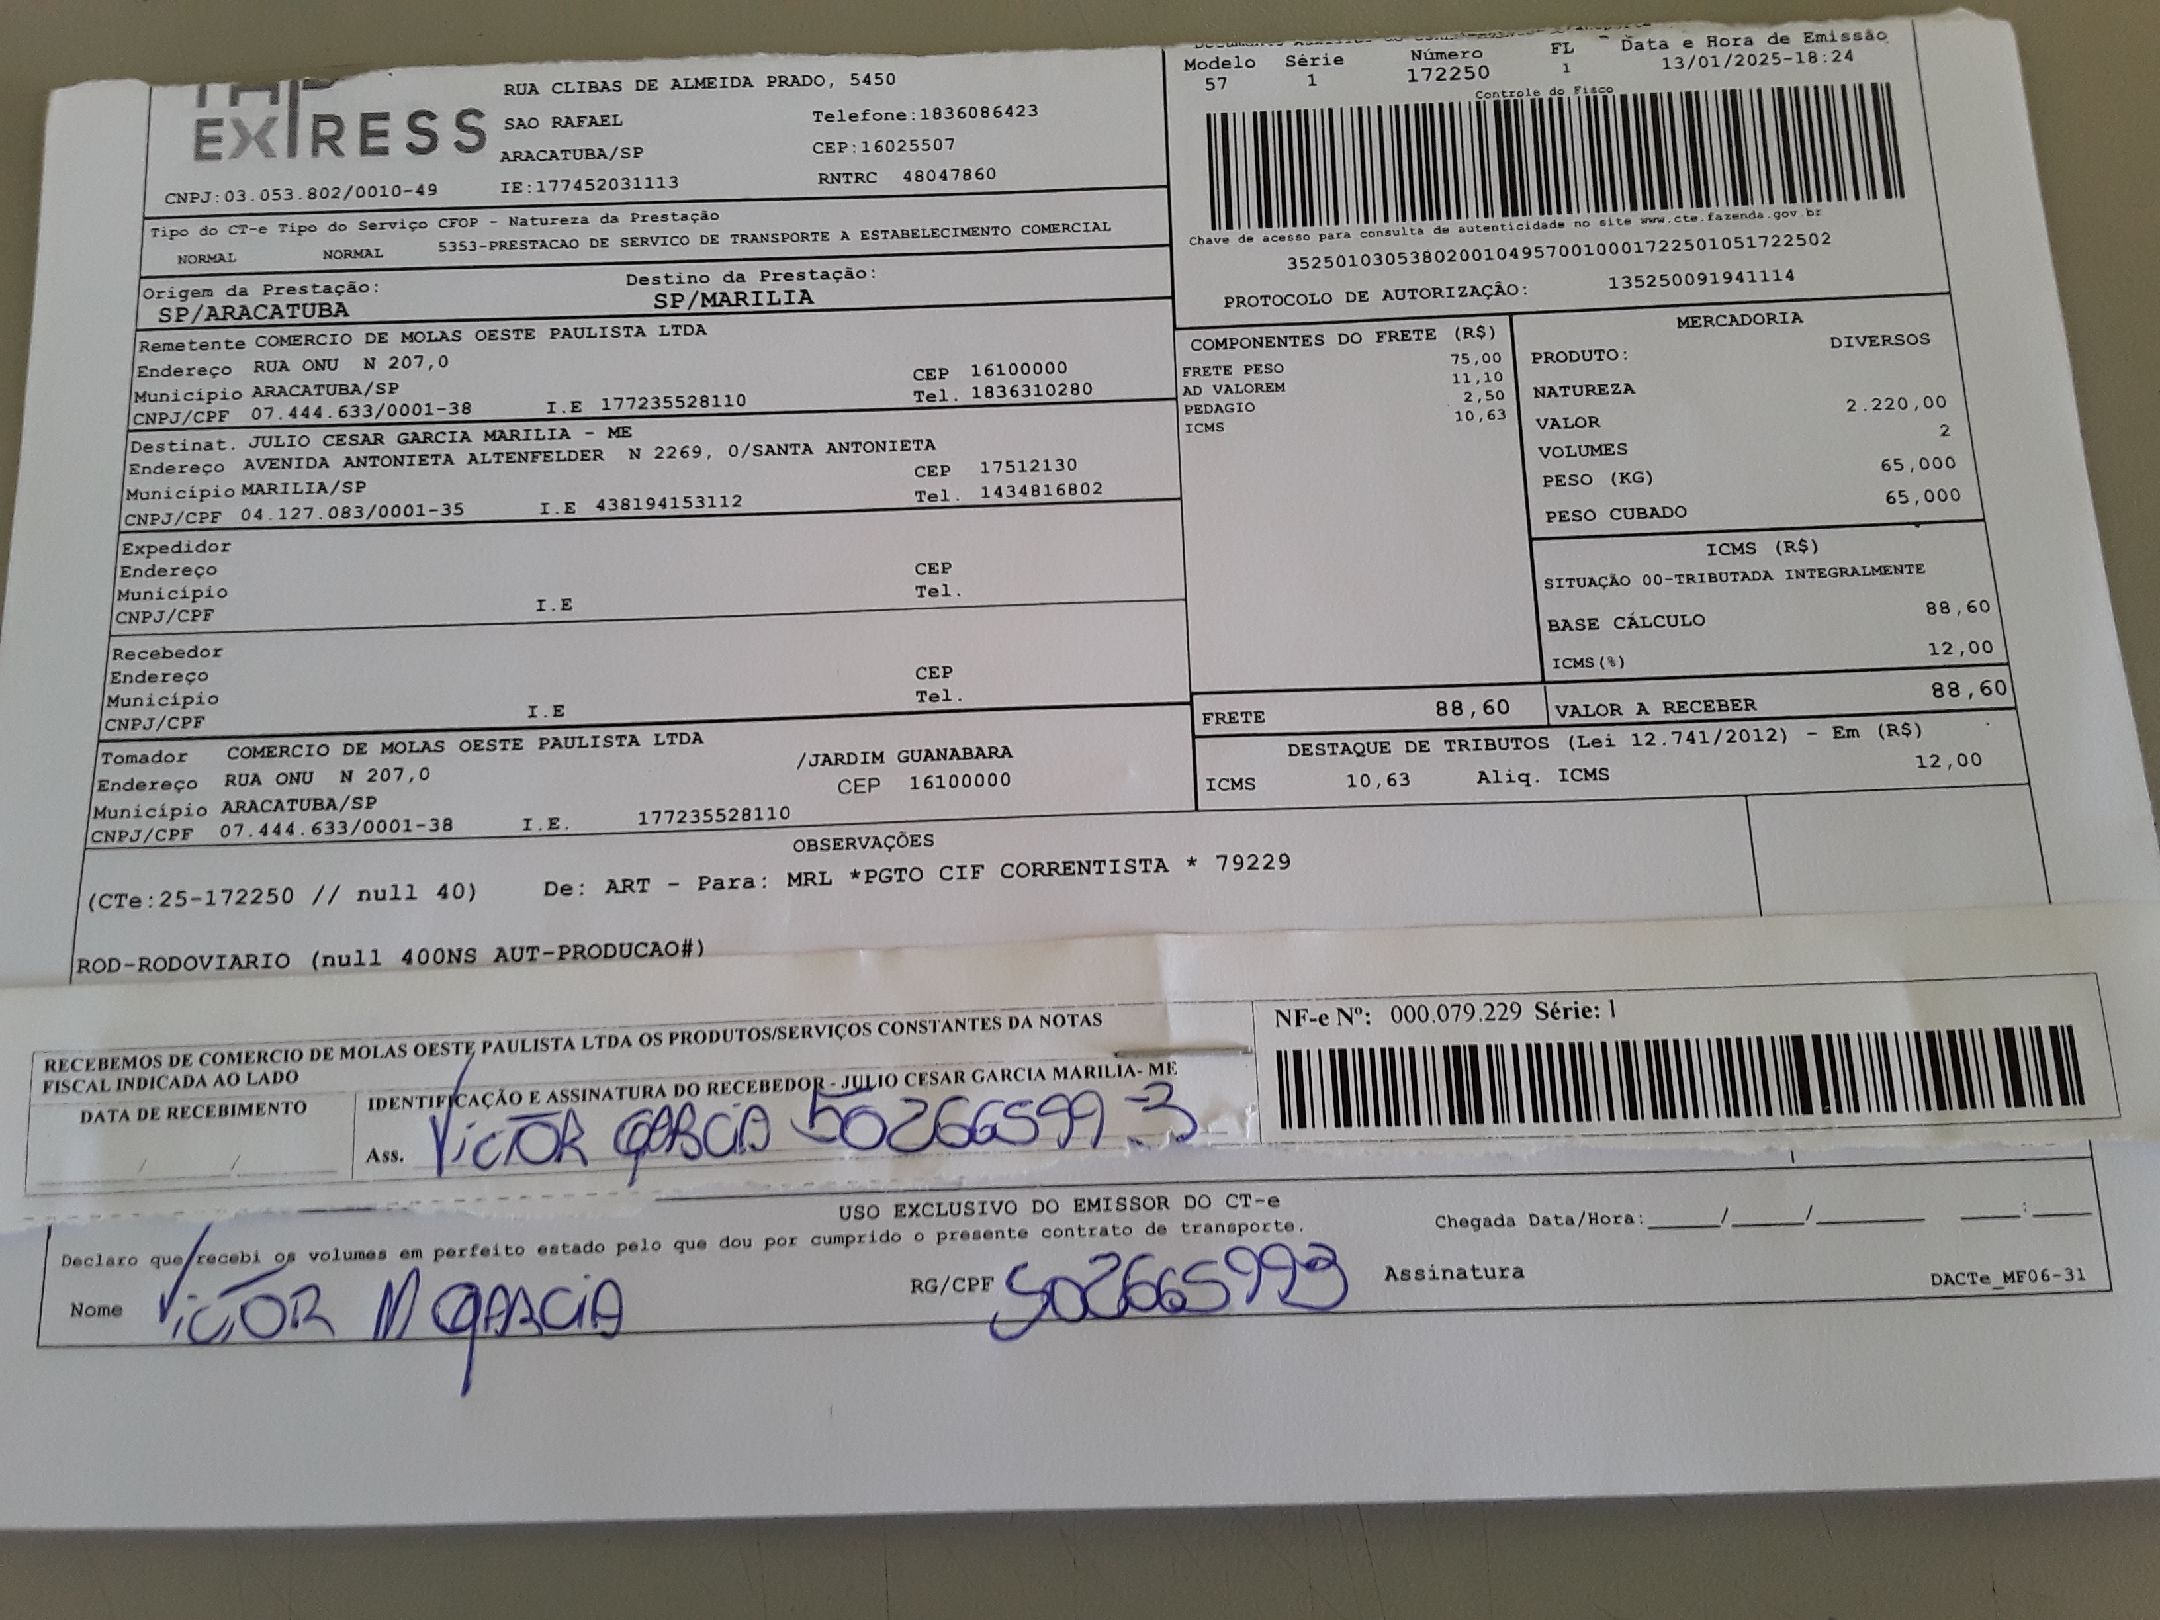 EXPRESS
RUA CLIBAS DE ALMEIDA PRADO, 5450
SAO RAFAEL Telefone:1836086423
ARACATUBA/SP CEP:16025507
CNPJ:03.053.802/0010-49 IE:177452031113 RNTRC 48047860
Modelo Série Número FL Data e Hora de Emissão
57 1 172250 1 13/01/2025-18:24
Controle do Fisco
Chave de acesso para consulta de autenticidade no site www.cte.fazenda.gov.br
35250103053802001049570010001722501051722502
PROTOCOLO DE AUTORIZAÇÃO: 135250091941114
Tipo do CT-e Tipo do Serviço CFOP - Natureza da Prestação
NORMAL NORMAL 5353-PRESTACAO DE SERVICO DE TRANSPORTE A ESTABELECIMENTO COMERCIAL
Origem da Prestação: Destino da Prestação:
SP/ARACATUBA SP/MARILIA
Remetente COMERCIO DE MOLAS OESTE PAULISTA LTDA
Endereço RUA ONU N 207,0
Município ARACATUBA/SP CEP 16100000
CNPJ/CPF 07.444.633/0001-38 I.E 177235528110 Tel. 1836310280
Destinat. JULIO CESAR GARCIA MARILIA - ME
Endereço AVENIDA ANTONIETA ALTENFELDER N 2269, 0/SANTA ANTONIETA
Município MARILIA/SP CEP 17512130
CNPJ/CPF 04.127.083/0001-35 I.E 438194153112 Tel. 1434816802
Expedidor
Endereço CEP
Município Tel.
CNPJ/CPF I.E
Recebedor
Endereço CEP
Município Tel.
CNPJ/CPF I.E
Tomador COMERCIO DE MOLAS OESTE PAULISTA LTDA
Endereço RUA ONU N 207,0 /JARDIM GUANABARA
Município ARACATUBA/SP CEP 16100000
CNPJ/CPF 07.444.633/0001-38 I.E. 177235528110
COMPONENTES DO FRETE (R$)
FRETE PESO 75,00
AD VALOREM 11,10
PEDAGIO 2,50
ICMS 10,63
MERCADORIA
PRODUTO: DIVERSOS
NATUREZA
VALOR 2.220,00
VOLUMES 2
PESO (KG) 65,000
PESO CUBADO 65,000
ICMS (R$)
SITUAÇÃO 00-TRIBUTADA INTEGRALMENTE
BASE CÁLCULO 88,60
ICMS(%) 12,00
FRETE 88,60 VALOR A RECEBER 88,60
DESTAQUE DE TRIBUTOS (Lei 12.741/2012) - Em (R$)
ICMS 10,63 Aliq. ICMS 12,00
OBSERVAÇÕES
(CTe:25-172250 // null 40) De: ART - Para: MRL *PGTO CIF CORRENTISTA * 79229
ROD-RODOVIARIO (null 400NS AUT-PRODUCAO#)
RECEBEMOS DE COMERCIO DE MOLAS OESTE PAULISTA LTDA OS PRODUTOS/SERVIÇOS CONSTANTES DA NOTAS
FISCAL INDICADA AO LADO
DATA DE RECEBIMENTO
/ /
IDENTIFICAÇÃO E ASSINATURA DO RECEBEDOR - JULIO CESAR GARCIA MARILIA- ME
Ass. VICTOR GARCIA 50266599-3
NF-e Nº: 000.079.229 Série: 1
USO EXCLUSIVO DO EMISSOR DO CT-e
Declaro que recebi os volumes em perfeito estado pelo que dou por cumprido o presente contrato de transporte.
Chegada Data/Hora:_____/_____/_______ ____:____
Nome VICTOR M GARCIA RG/CPF 502665993 Assinatura
DACTe_MF06-31